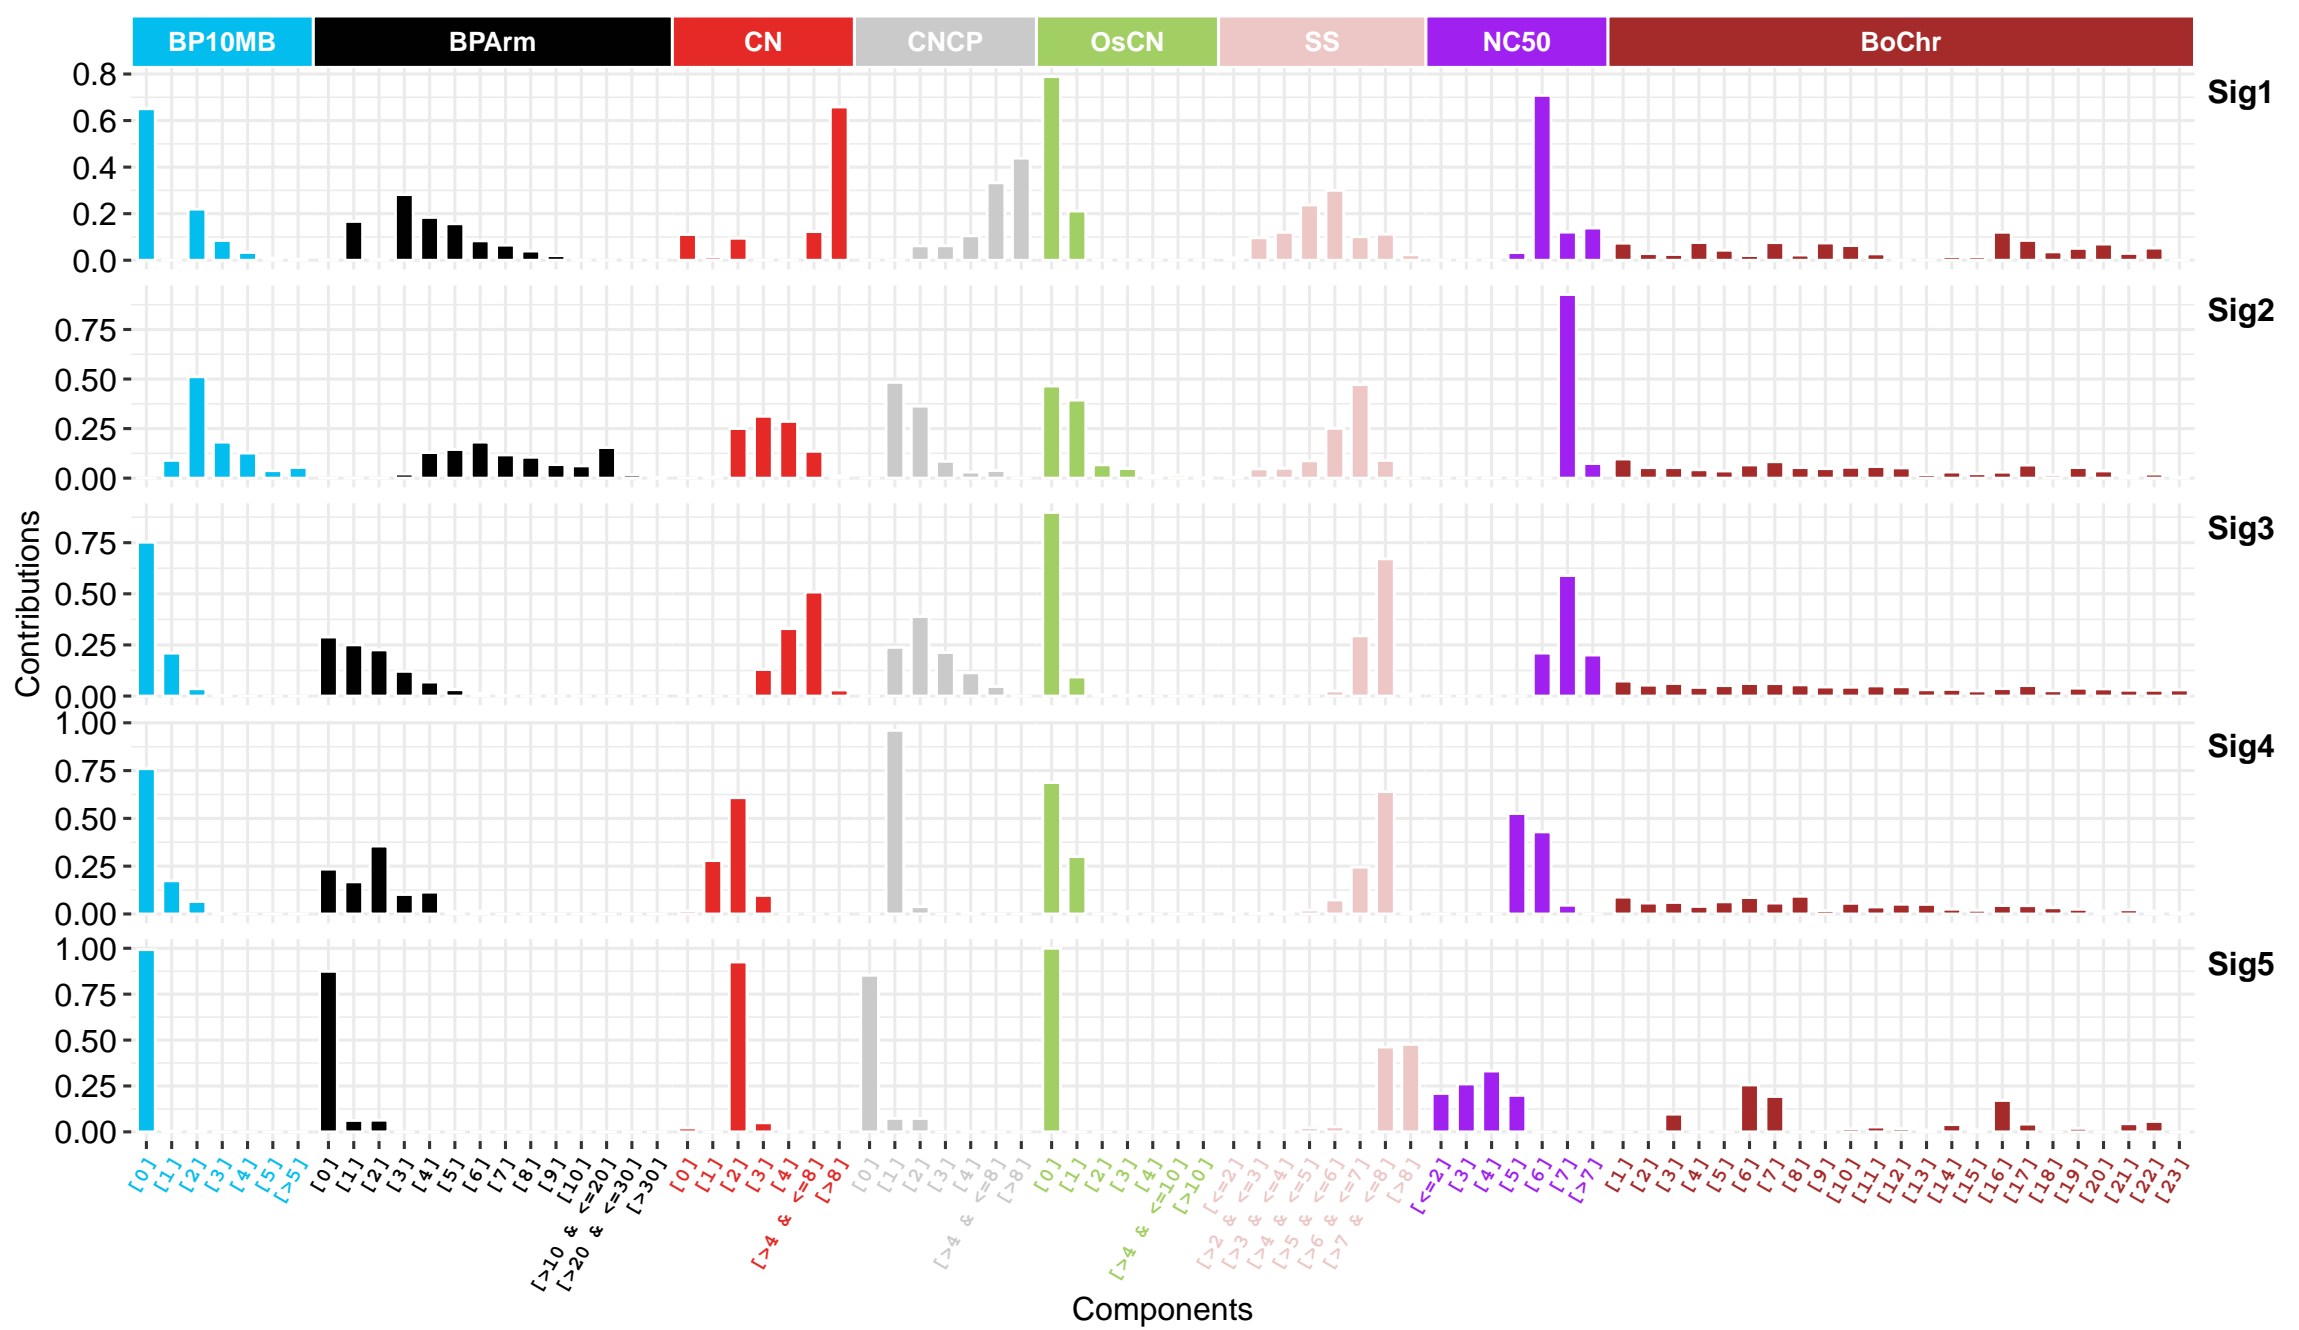 BP10MB BPArm CN CNCP OsCN SS NC50 BoChr
Sig1
0.8
0.6
0.4
0.2
0.0
Sig2
0.75
0.50
0.25
0.00
Sig3
0.75
0.50
0.25
0.00
Sig4
1.00
0.75
0.50
0.25
0.00
Sig5
1.00
0.75
0.50
0.25
0.00
Contributions
[0] [1] [2] [3] [4] [5] [>5]
[0] [1] [2] [3] [4] [5] [6] [7] [8] [9] [10] [>10 & <=20] [>20 & <=30] [>30]
[0] [1] [2] [3] [4] [>4 & <=8] [>8]
[0] [1] [2] [3] [4] [>4 & <=8] [>8]
[0] [1] [2] [3] [4] [>4 & <=10] [>10]
[<=2] [>2 & <=3] [>3 & <=4] [>4 & <=5] [>5 & <=6] [>6 & <=7] [>7 & <=8] [>8]
[<=2] [3] [4] [5] [6] [7] [>7]
[1] [2] [3] [4] [5] [6] [7] [8] [9] [10] [11] [12] [13] [14] [15] [16] [17] [18] [19] [20] [21] [22] [23]
Components